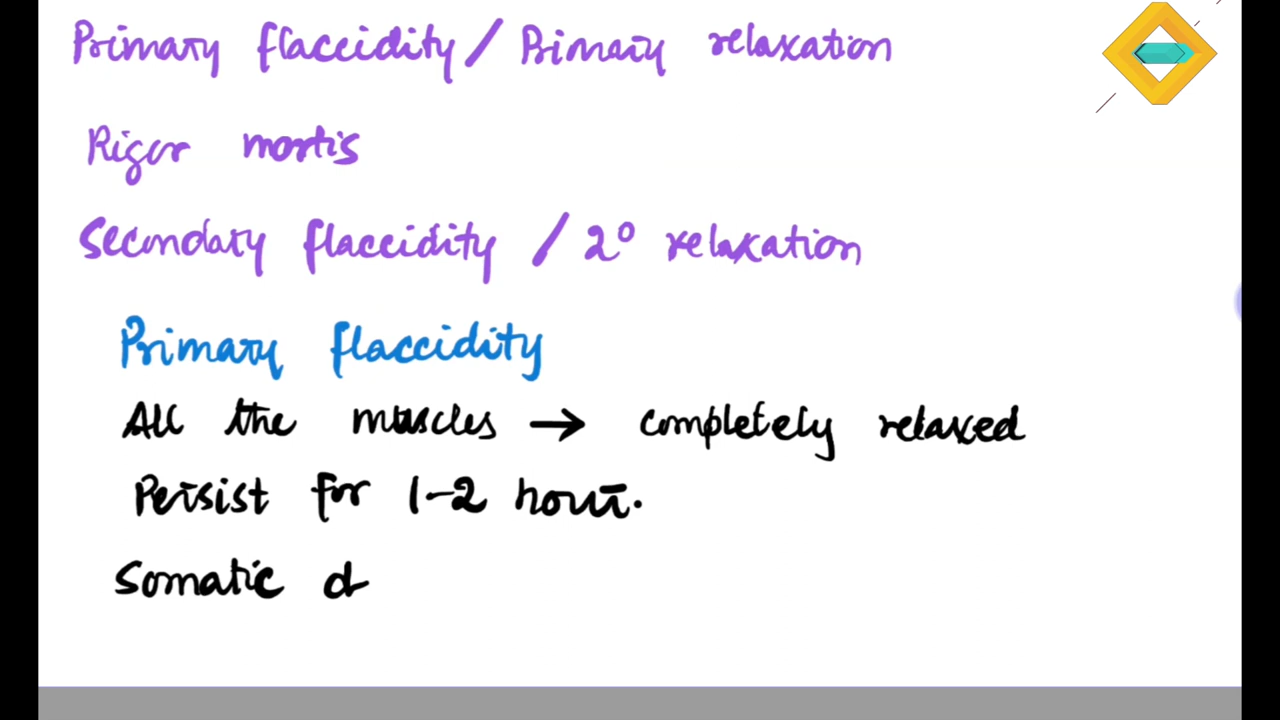 Primary flaccidity / Primary relaxation
Rigor mortis
Secondary flaccidity / 2° relaxation
Primary flaccidity
All the muscles → completely relaxed
Persist for 1-2 hour.
Somatic d